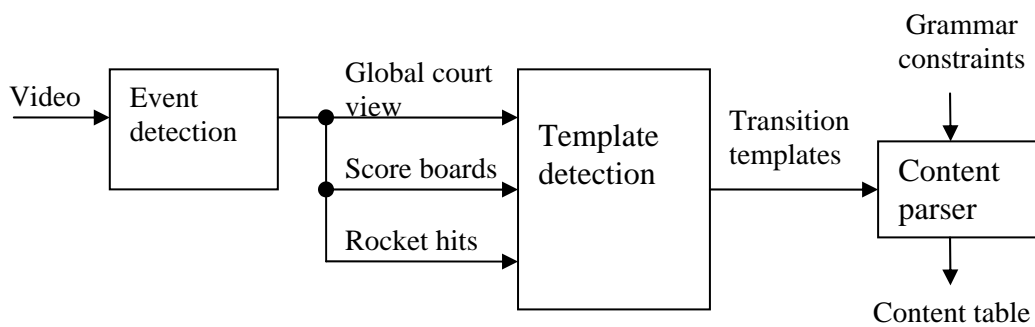 Grammar
constraints
Video
Event
detection
Global court
view
Score boards
Rocket hits
Template
detection
Transition
templates
Content
parser
Content table